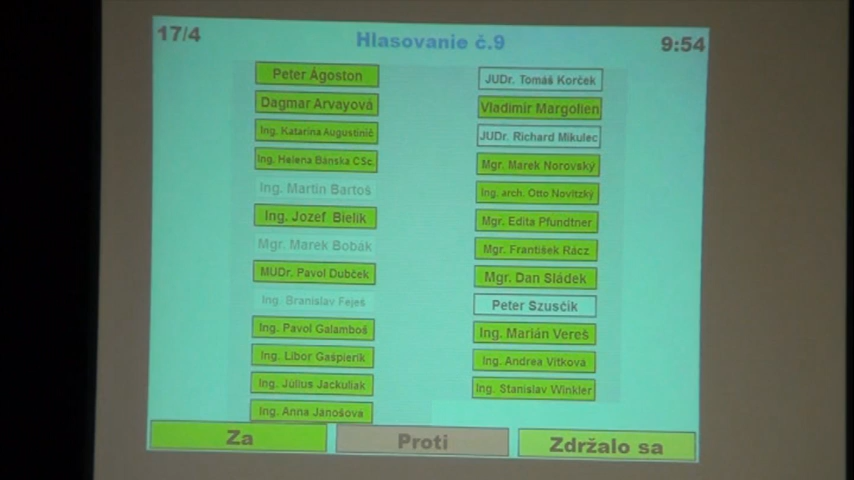 17/4
Hlasovanie č.9
9:54
Peter Ágoston
Dagmar Arvayová
Ing. Katarína Augustinič
Ing. Helena Bánska CSc.
Ing. Martin Bartoš
Ing. Jozef Bielik
Mgr. Marek Bobák
MUDr. Pavol Dubček
Ing. Branislav Feješ
Ing. Pavol Galamboš
Ing. Libor Gašpierik
Ing. Július Jackuliak
Ing. Anna Jánošova
JUDr. Tomáš Korček
Vladimír Margolien
JUDr. Richard Mikulec
Mgr. Marek Norovský
Ing. arch. Otto Novitzký
Mgr. Edita Pfundtner
Mgr. František Rácz
Mgr. Dan Sládek
Peter Szusčik
Ing. Marián Vereš
Ing. Andrea Vítkova
Ing. Stanislav Winkler
Za
Proti
Zdržalo sa